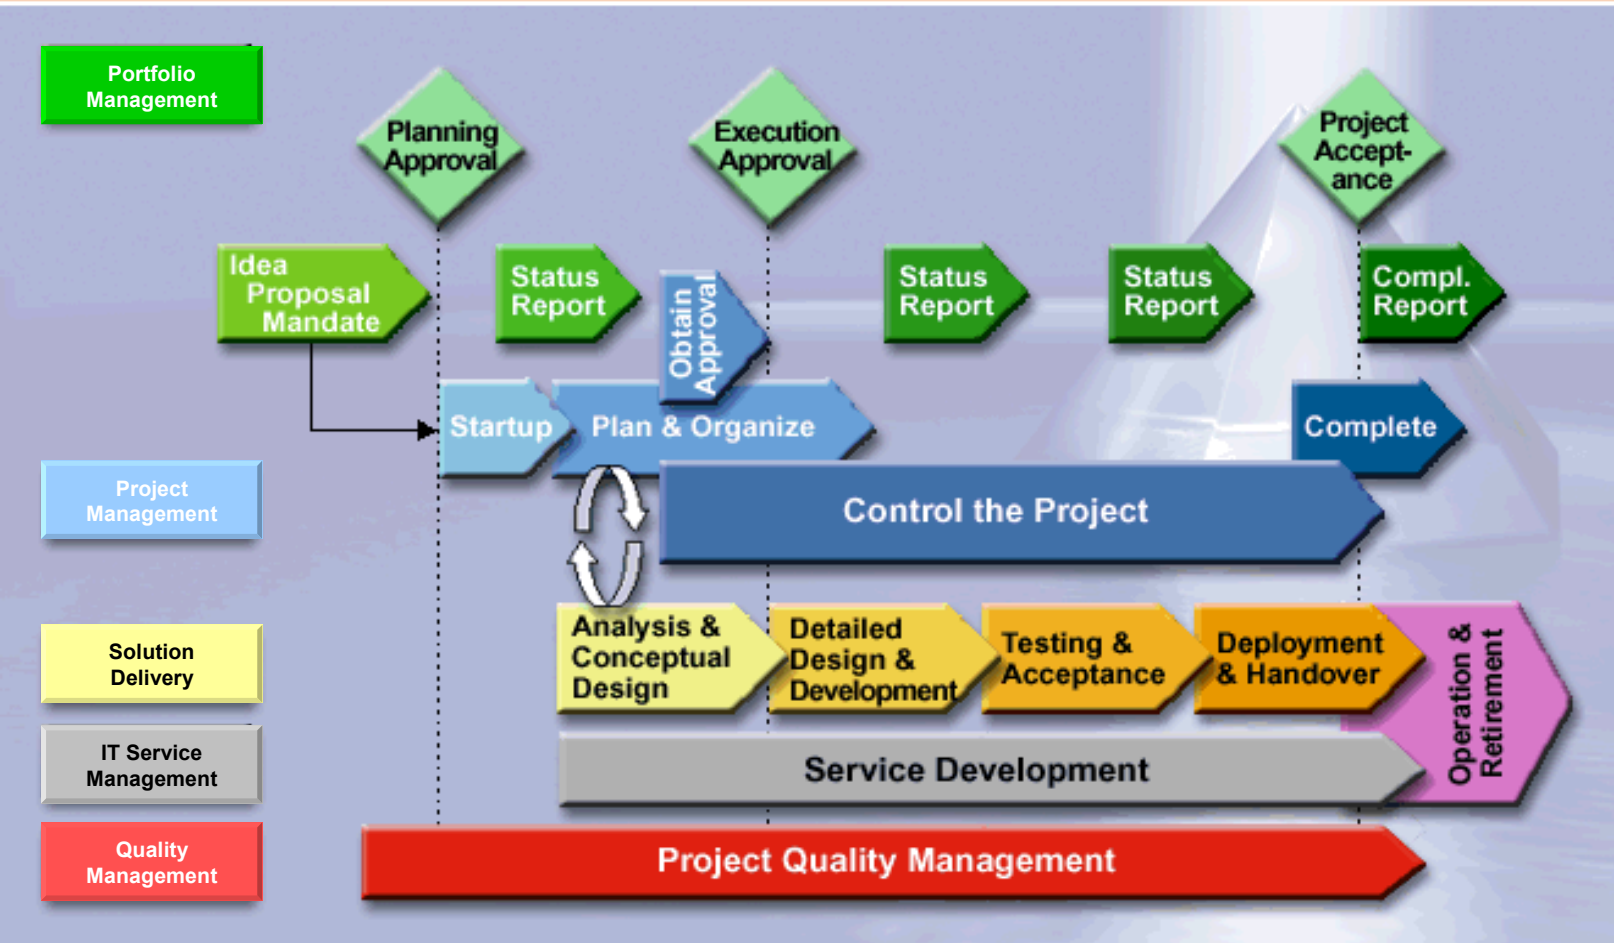 Portfolio
Management
Planning
Approval
Execution
Approval
Project
Accept-
ance
Idea
Proposal
Mandate
Status
Report
Obtain
Approval
Status
Report
Status
Report
Compl.
Report
Startup
Plan & Organize
Complete
Project
Management
Control the Project
Solution
Delivery
Analysis &
Conceptual
Design
Detailed
Design &
Development
Testing &
Acceptance
Deployment
& Handover
Operation &
Retirement
IT Service
Management
Service Development
Quality
Management
Project Quality Management